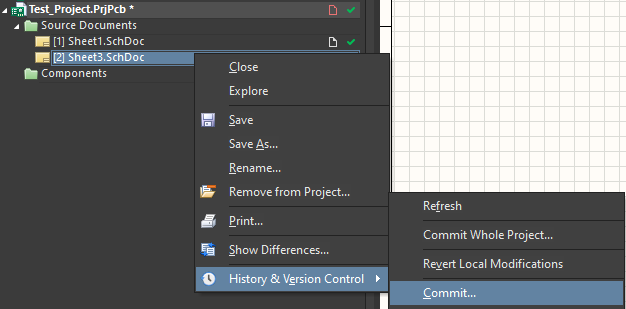 Test_Project.PrjPcb *
Source Documents
[1] Sheet1.SchDoc
[2] Sheet3.SchDoc
Components
Close
Explore
Save
Save As...
Rename...
Remove from Project...
Print...
Show Differences...
History & Version Control
Refresh
Commit Whole Project...
Revert Local Modifications
Commit...